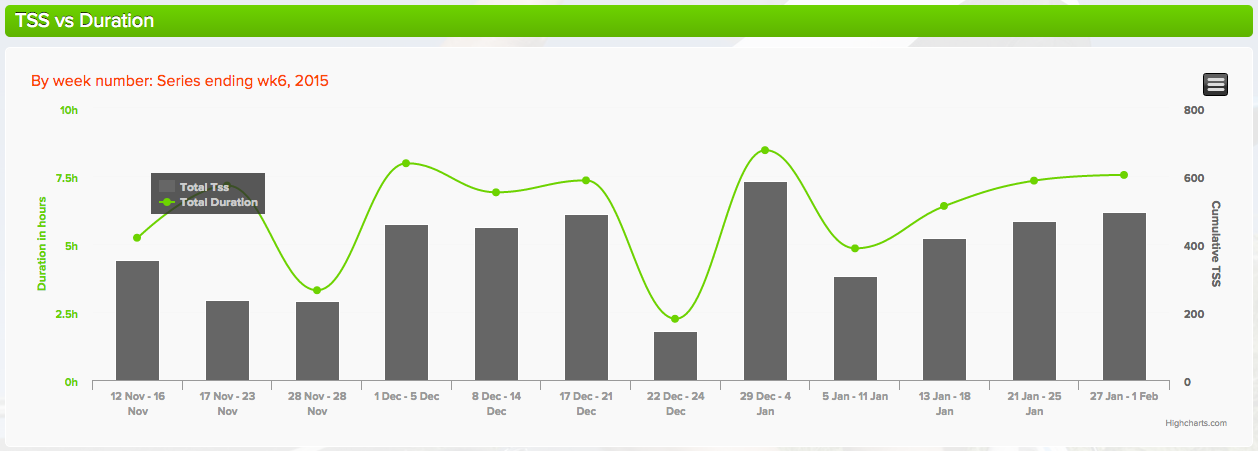 TSS vs Duration
By week number: Series ending wk6, 2015
10h
7.5h
5h
2.5h
0h
Duration in hours
Total Tss
Total Duration
800
600
400
200
0
Cumulative TSS
12 Nov - 16
Nov
17 Nov - 23
Nov
28 Nov - 28
Nov
1 Dec - 5 Dec
8 Dec - 14
Dec
17 Dec - 21
Dec
22 Dec - 24
Dec
29 Dec - 4
Jan
5 Jan - 11 Jan
13 Jan - 18
Jan
21 Jan - 25
Jan
27 Jan - 1 Feb
Highcharts.com